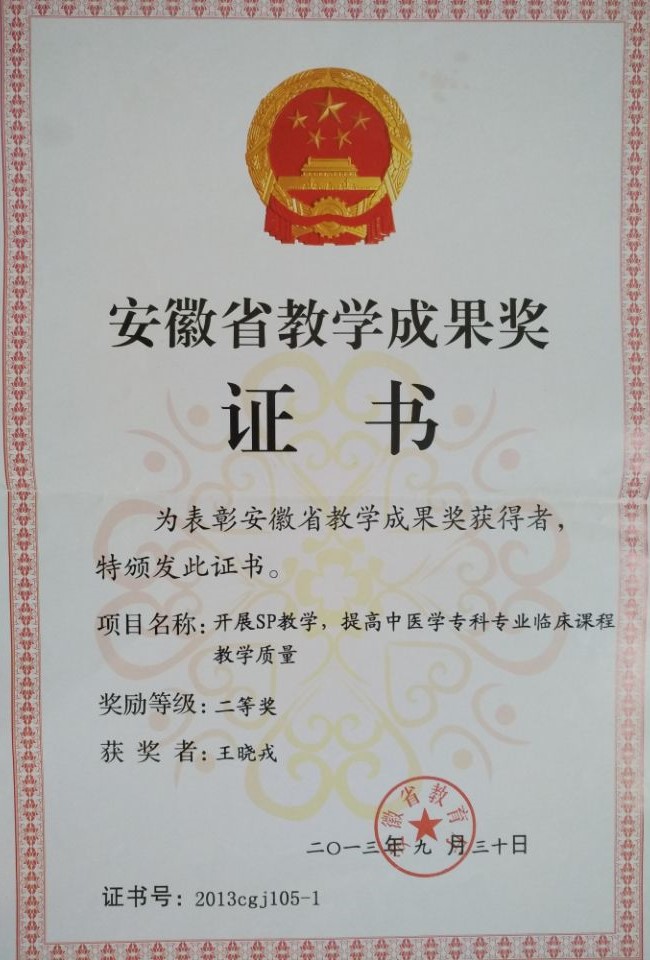 安徽省教学成果奖
证书
为表彰安徽省教学成果奖获得者，
特颁发此证书。
项目名称：开展SP教学，提高中医学专科专业临床课程
教学质量
奖励等级：二等奖
获奖者：王晓戎
徽省教育
二〇一三年九月三十日
证书号：2013cgj105-1